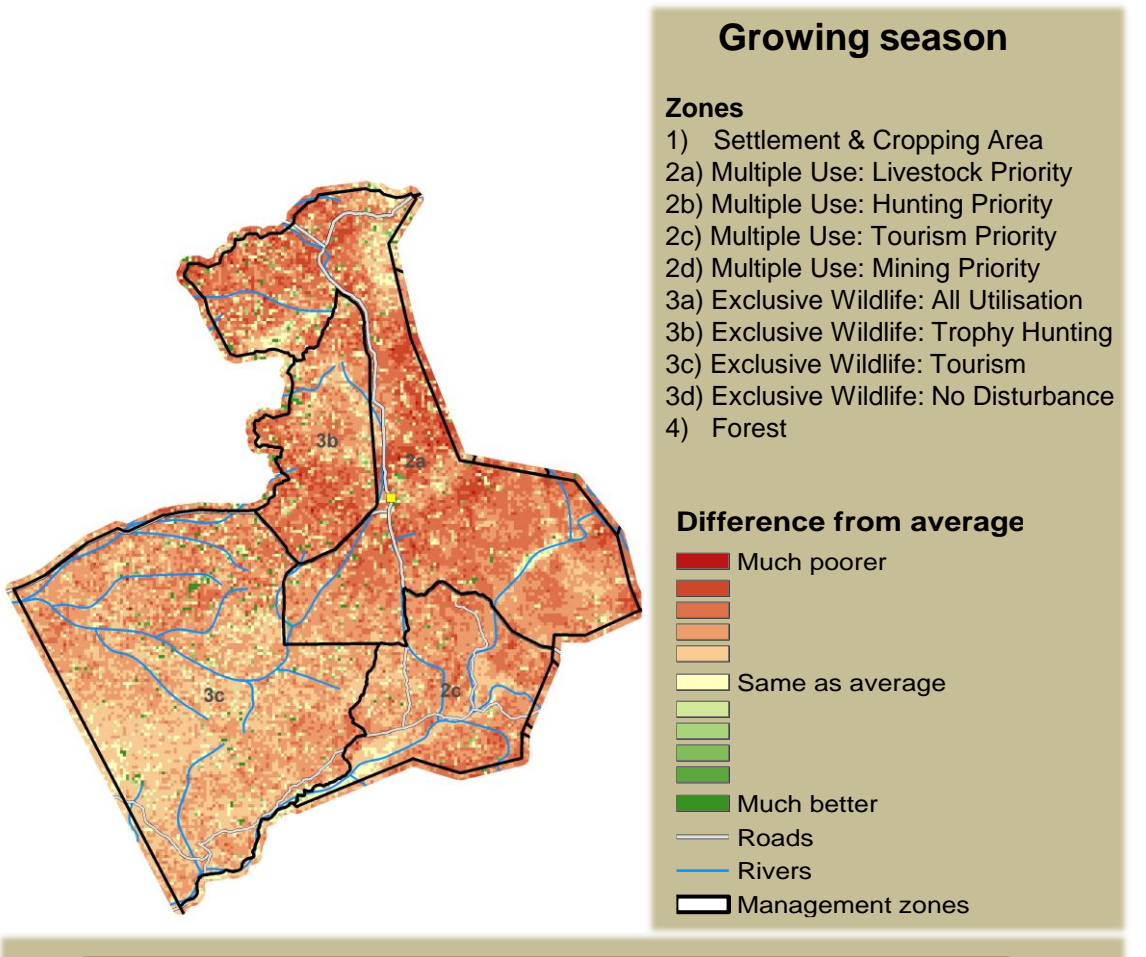 Growing season
Zones
1) Settlement & Cropping Area
2a) Multiple Use: Livestock Priority
2b) Multiple Use: Hunting Priority
2c) Multiple Use: Tourism Priority
2d) Multiple Use: Mining Priority
3a) Exclusive Wildlife: All Utilisation
3b) Exclusive Wildlife: Trophy Hunting
3c) Exclusive Wildlife: Tourism
3d) Exclusive Wildlife: No Disturbance
4) Forest
3b
2a
3c
2c
Difference from average
Much poorer
Same as average
Much better
Roads
Rivers
Management zones